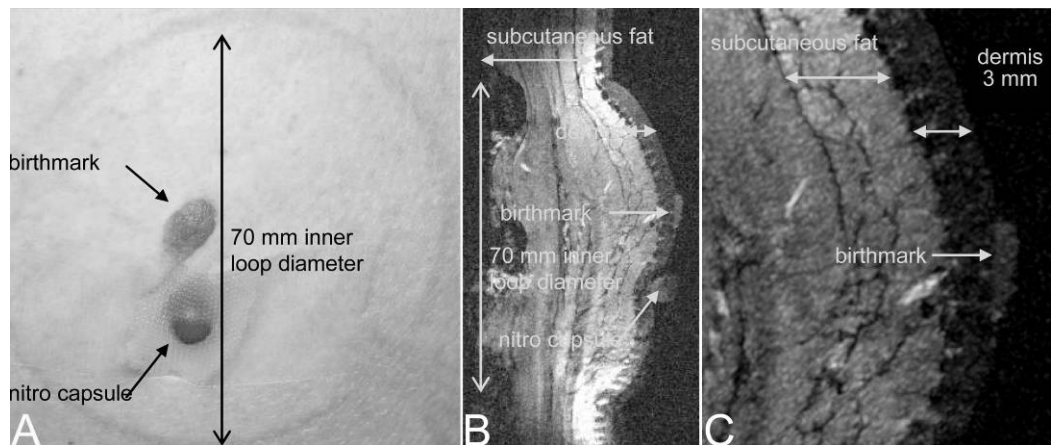 birthmark
70 mm inner
loop diameter
nitro capsule
A
subcutaneous fat
dermis
birthmark
70 mm inner
loop diameter
nitro capsule
B
subcutaneous fat
dermis
3 mm
birthmark
C